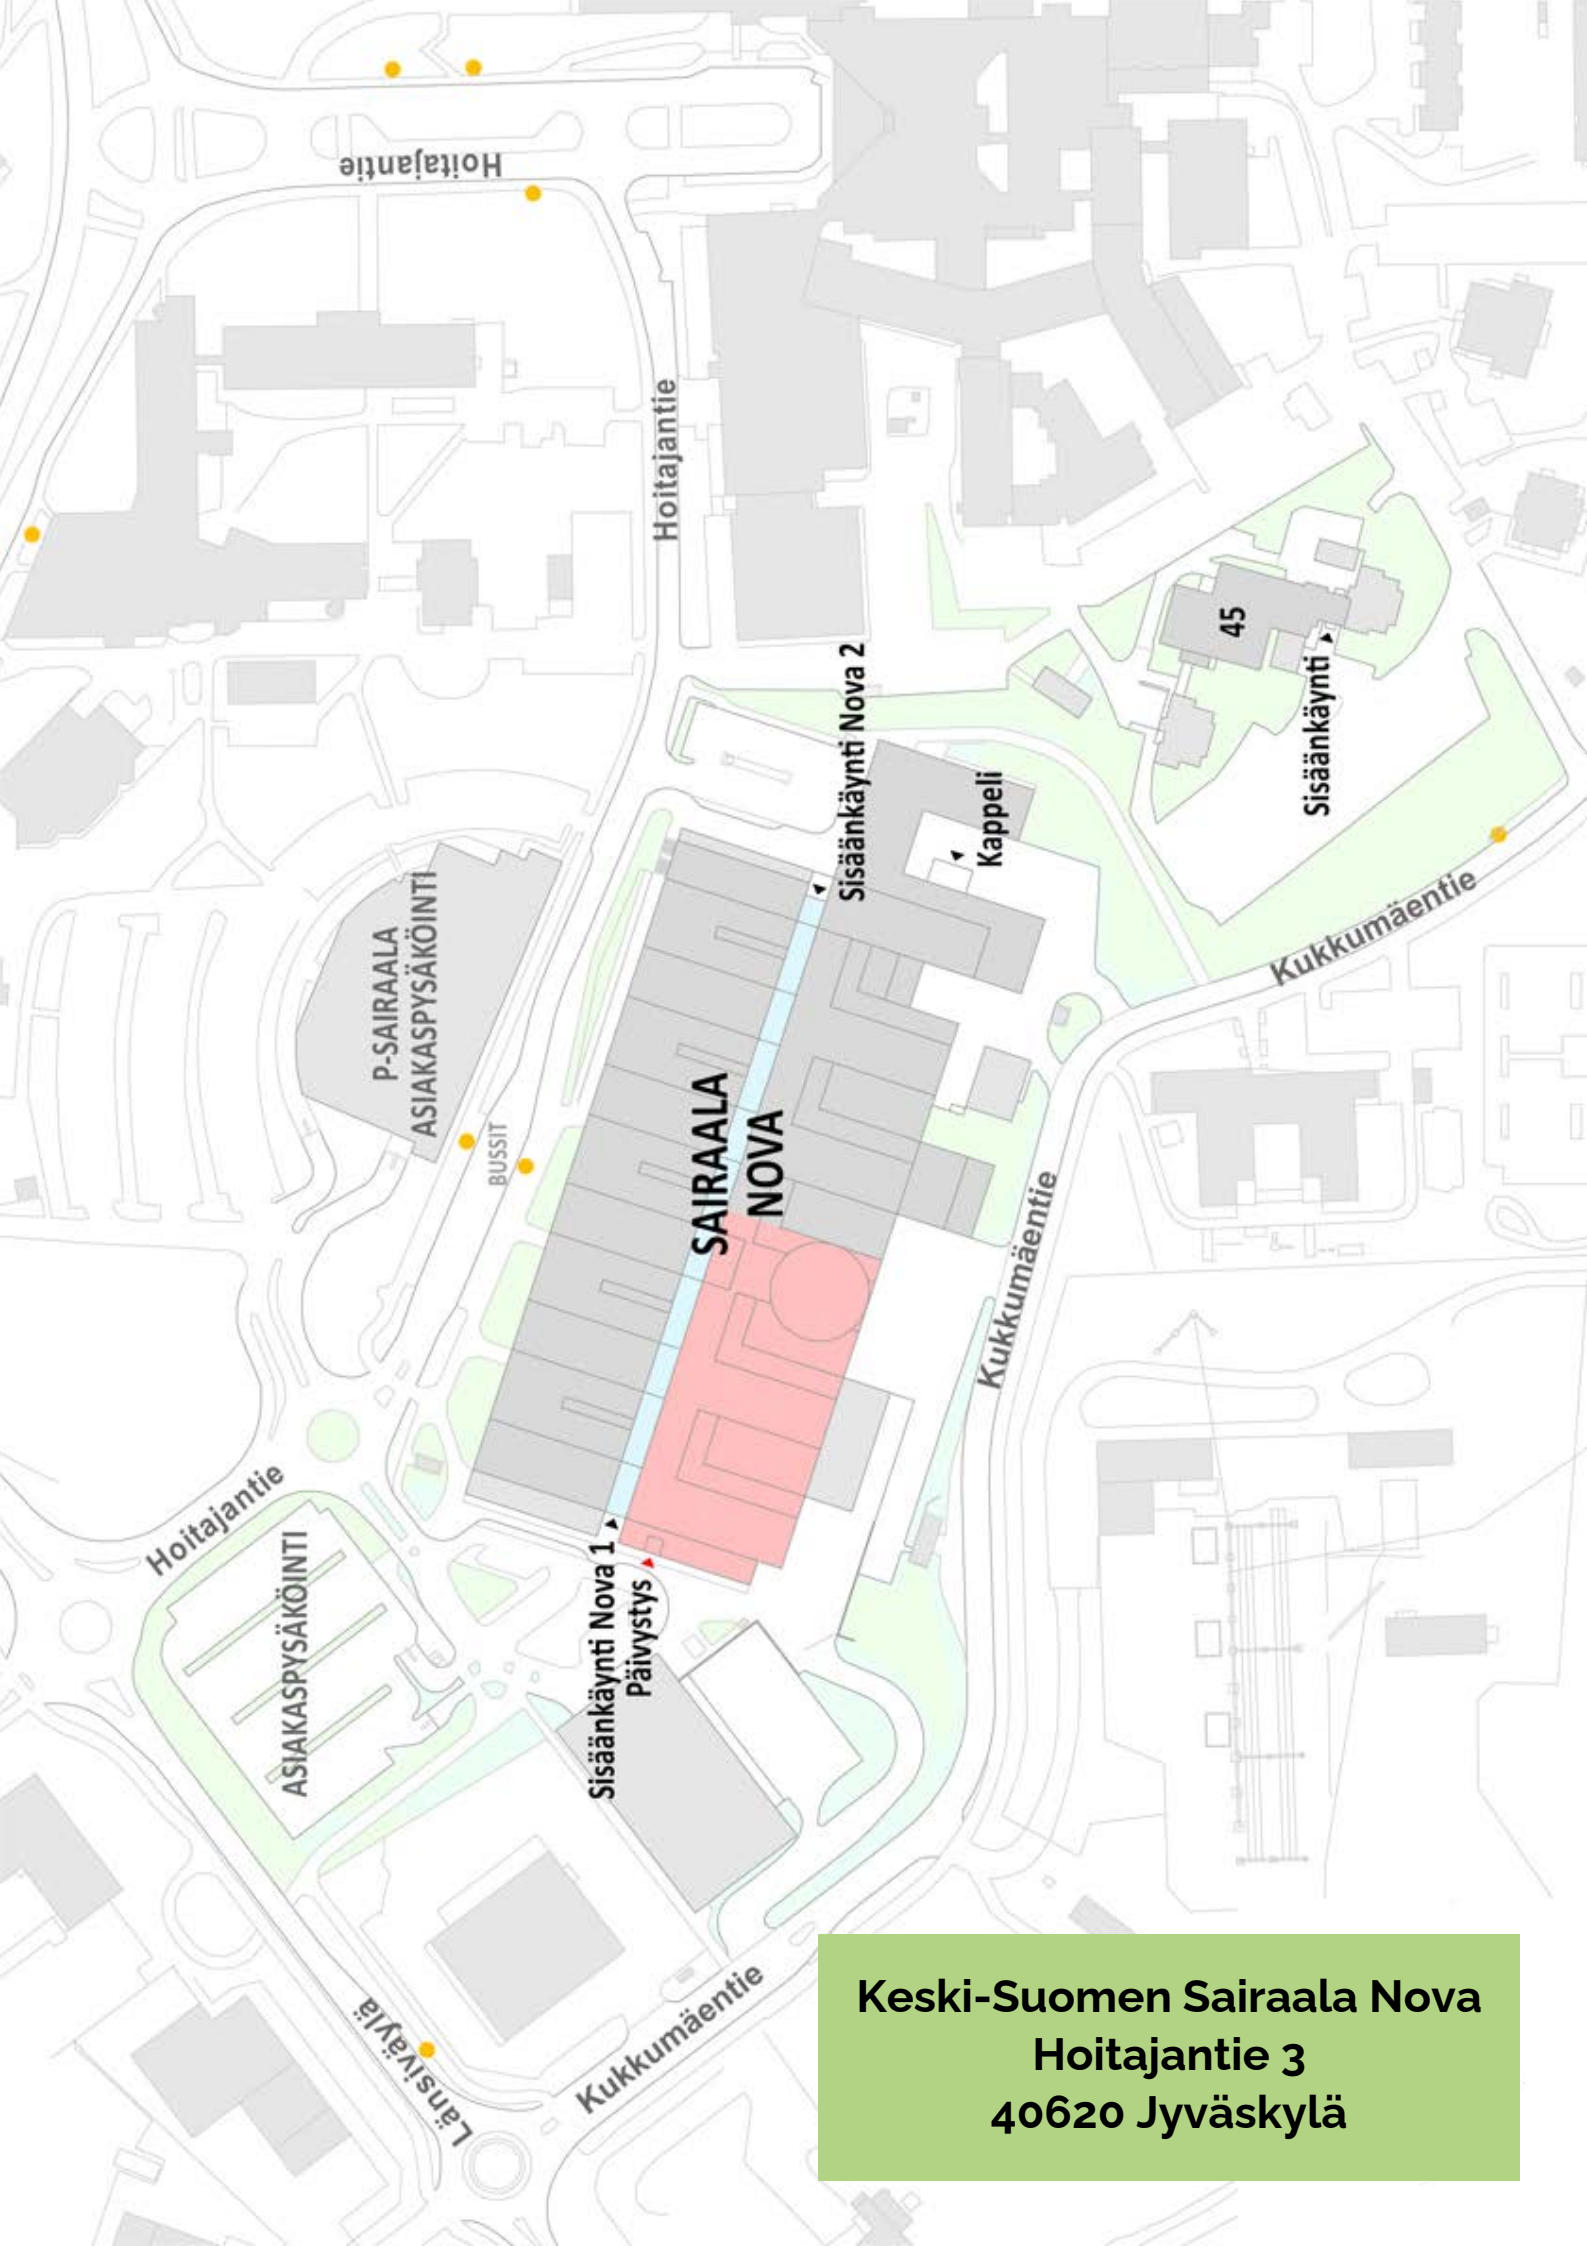 Hoitajantie
Hoitajantie
P-SAIRAALA
ASIAKASPYSÄKÖINTI
BUSSIT
SAIRAALA
NOVA
Sisäänkäynti Nova 2
Kappeli
45
Sisäänkäynti
Kukkumäentie
Kukkumäentie
Hoitajantie
ASIAKASPYSÄKÖINTI
Sisäänkäynti Nova 1
Päivystys
Länsiväylä
Kukkumäentie
Keski-Suomen Sairaala Nova
Hoitajantie 3
40620 Jyväskylä